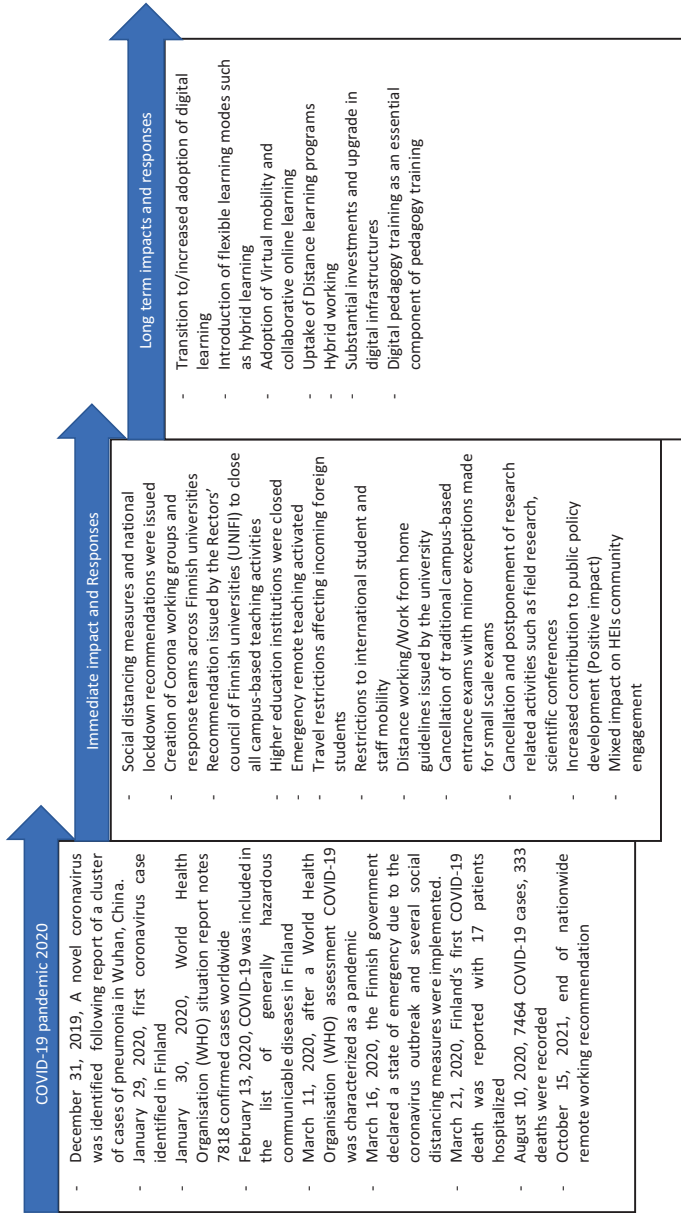 COVID-19 pandemic 2020
- December 31, 2019, A novel coronavirus
was identified following report of a cluster
of cases of pneumonia in Wuhan, China.
- January 29, 2020, first coronavirus case
identified in Finland
- January 30, 2020, World Health
Organisation (WHO) situation report notes
7818 confirmed cases worldwide
- February 13, 2020, COVID-19 was included in
the list of generally hazardous
communicable diseases in Finland
- March 11, 2020, after a World Health
Organisation (WHO) assessment COVID-19
was characterized as a pandemic
- March 16, 2020, the Finnish government
declared a state of emergency due to the
coronavirus outbreak and several social
distancing measures were implemented.
- March 21, 2020, Finland's first COVID-19
death was reported with 17 patients
hospitalized
- August 10, 2020, 7464 COVID-19 cases, 333
deaths were recorded
- October 15, 2021, end of nationwide
remote working recommendation
Immediate impact and Responses
- Social distancing measures and national
lockdown recommendations were issued
- Creation of Corona working groups and
response teams across Finnish universities
- Recommendation issued by the Rectors'
council of Finnish universities (UNIFI) to close
all campus-based teaching activities
- Higher education institutions were closed
- Emergency remote teaching activated
- Travel restrictions affecting incoming foreign
students
- Restrictions to international student and
staff mobility
- Distance working/Work from home
guidelines issued by the university
- Cancellation of traditional campus-based
entrance exams with minor exceptions made
for small scale exams
- Cancellation and postponement of research
related activities such as field research,
scientific conferences
- Increased contribution to public policy
development (Positive impact)
- Mixed impact on HEIs community
engagement
Long term impacts and responses
- Transition to/increased adoption of digital
learning
- Introduction of flexible learning modes such
as hybrid learning
- Adoption of Virtual mobility and
collaborative online learning
- Uptake of Distance learning programs
- Hybrid working
- Substantial investments and upgrade in
digital infrastructures
- Digital pedagogy training as an essential
component of pedagogy training